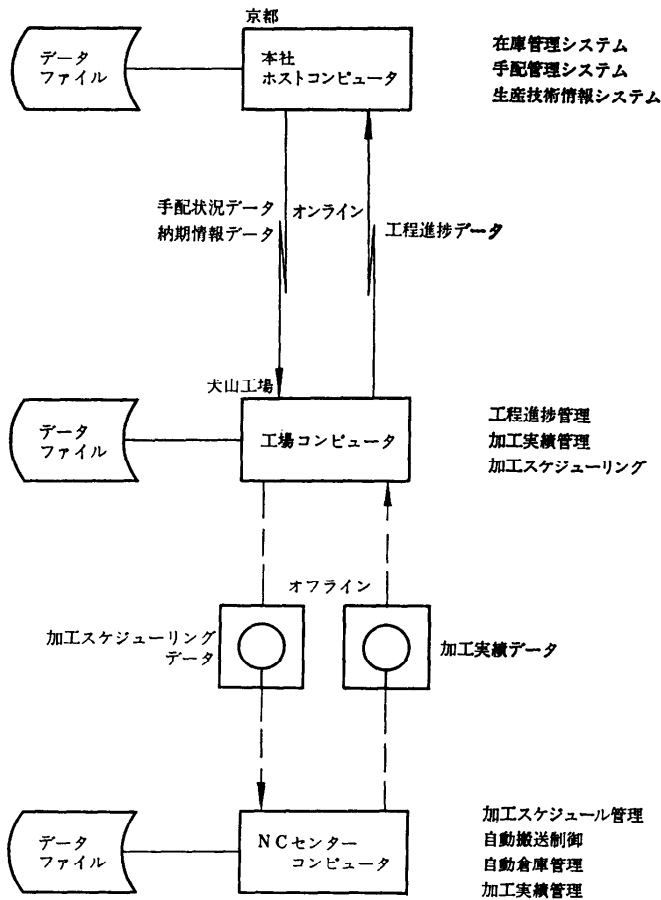 京都
データ
ファイル
本社
ホストコンピュータ
在庫管理システム
手配管理システム
生産技術情報システム
手配状況データ
納期情報データ
オンライン
工程進捗データ
犬山工場
データ
ファイル
工場コンピュータ
工程進捗管理
加工実績管理
加工スケジューリング
オフライン
加工スケジューリング
データ
加工実績データ
データ
ファイル
NCセンター
コンピュータ
加工スケジュール管理
自動搬送制御
自動倉庫管理
加工実績管理